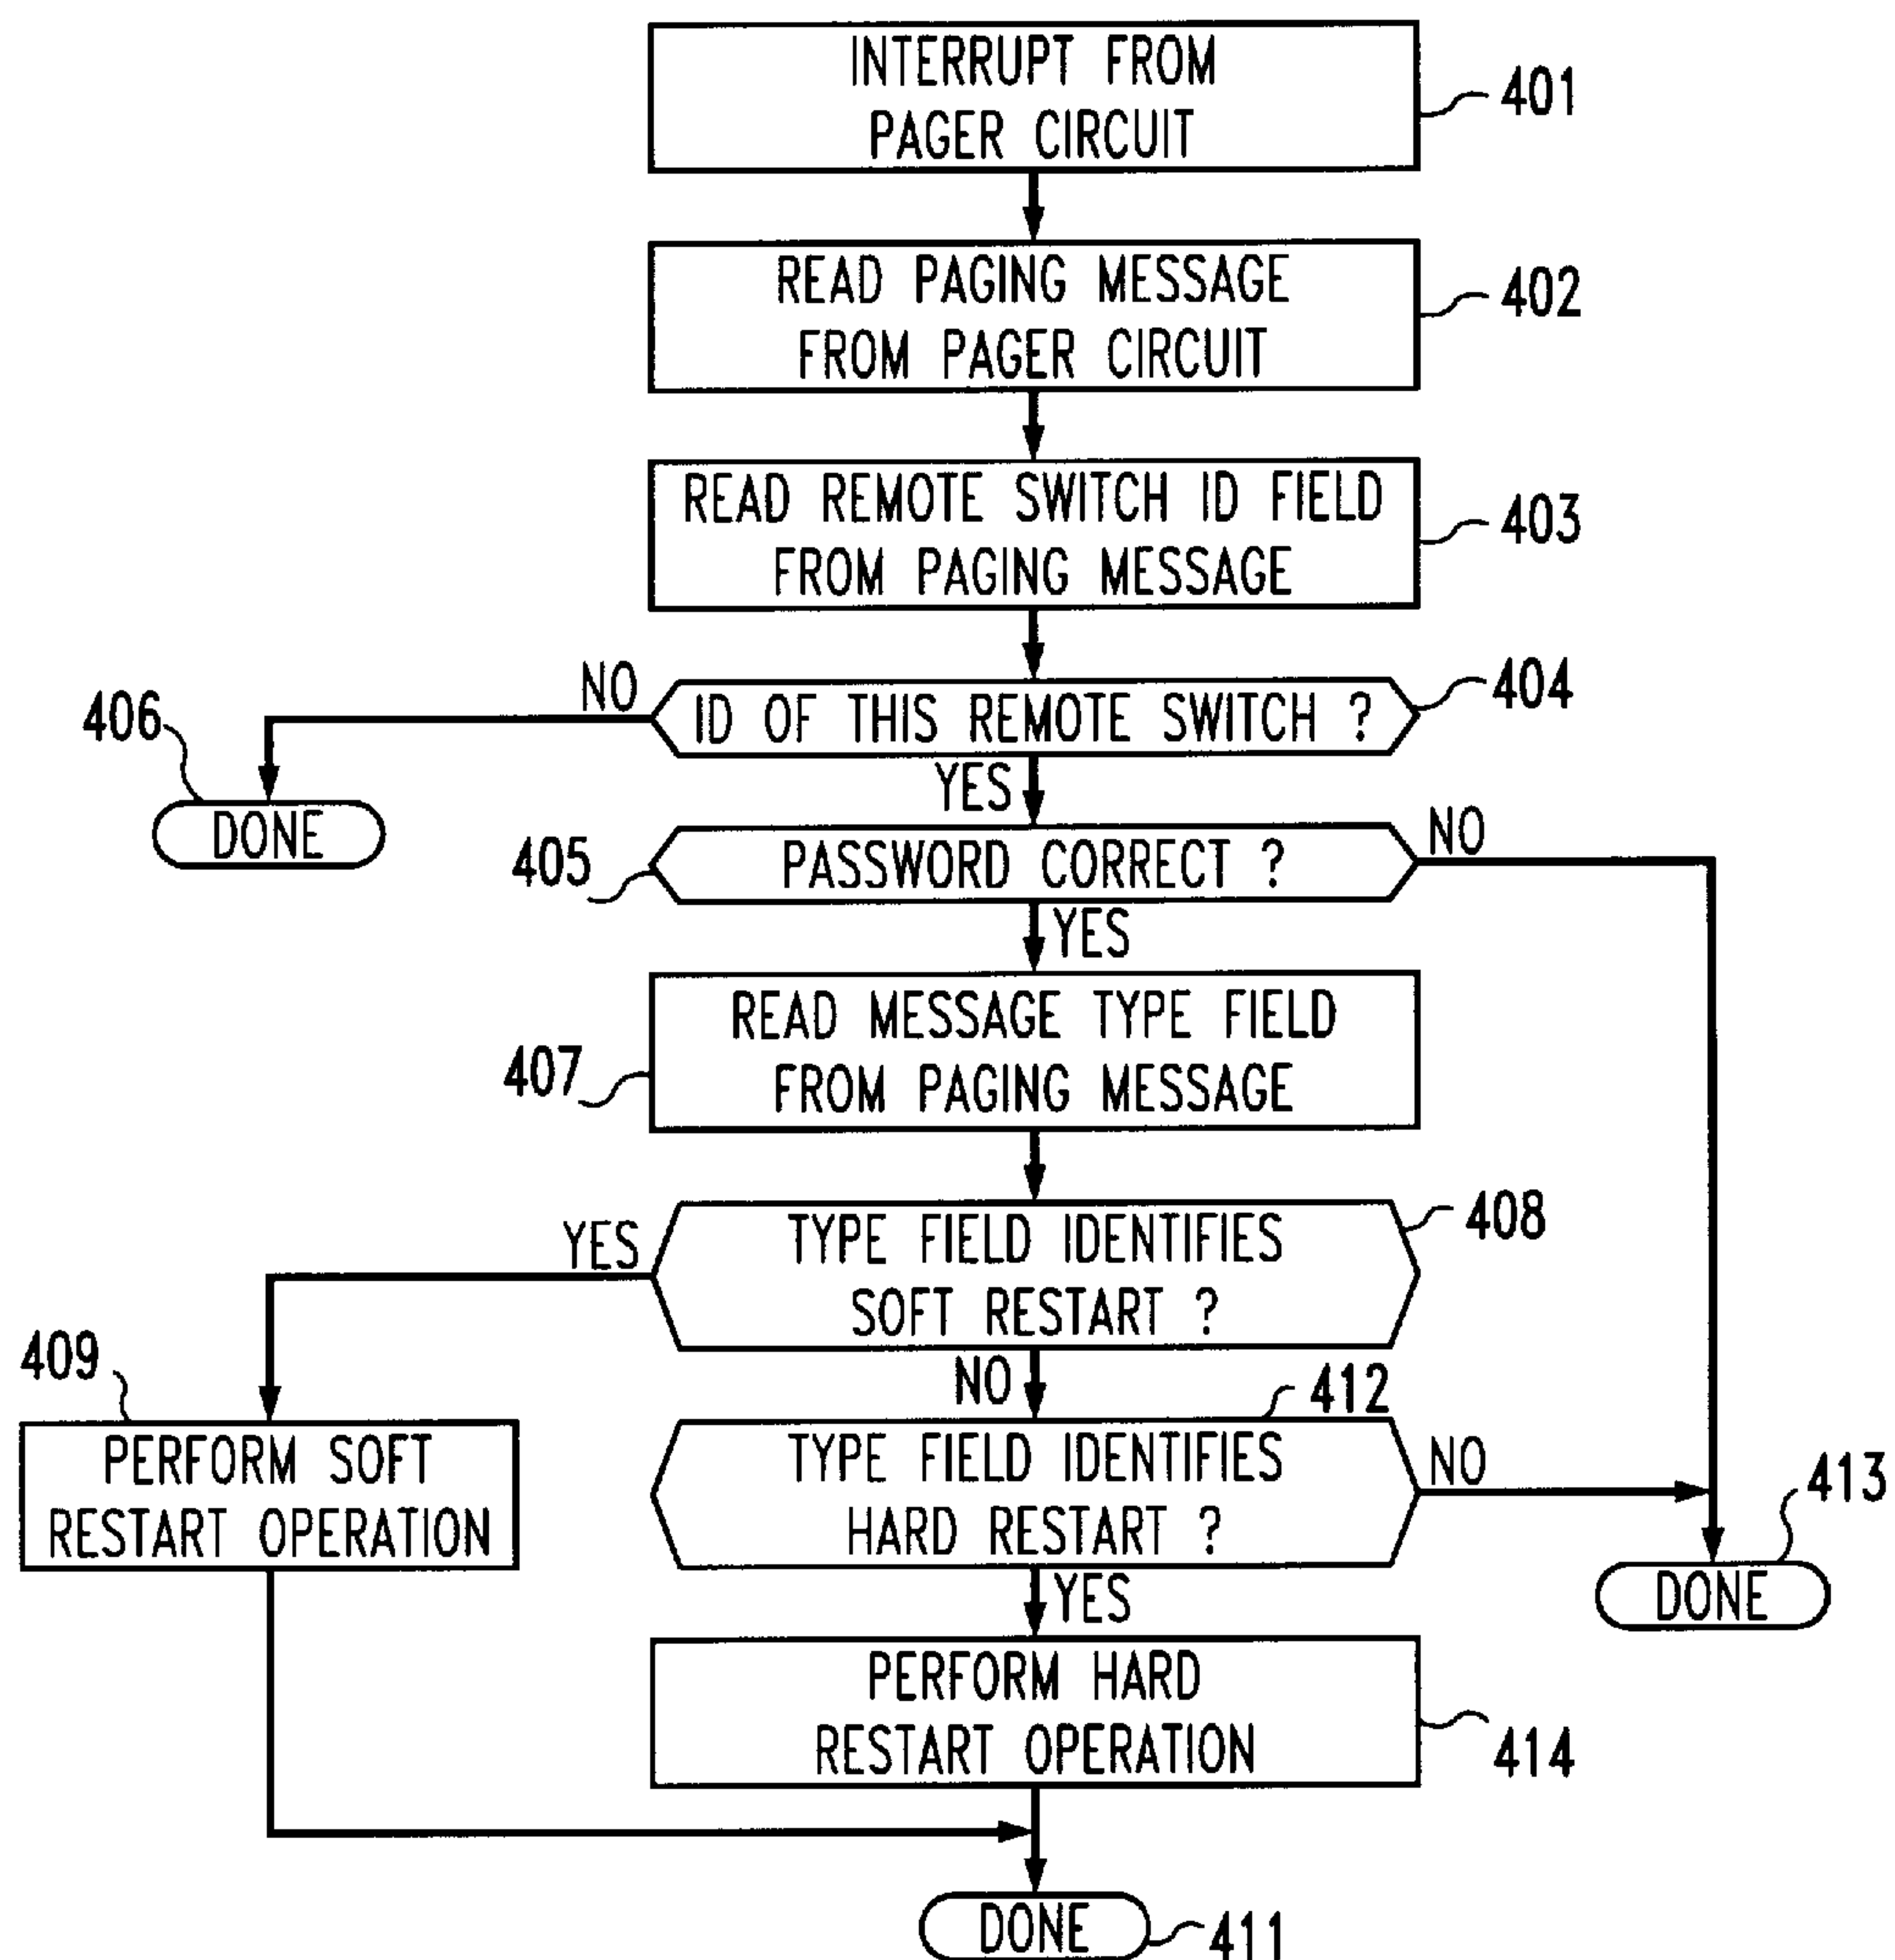 INTERRUPT FROM
PAGER CIRCUIT
401
READ PAGING MESSAGE
FROM PAGER CIRCUIT
402
READ REMOTE SWITCH ID FIELD
FROM PAGING MESSAGE
403
NO
ID OF THIS REMOTE SWITCH ?
404
406
DONE
YES
405
PASSWORD CORRECT ?
NO
YES
READ MESSAGE TYPE FIELD
FROM PAGING MESSAGE
407
YES
TYPE FIELD IDENTIFIES
SOFT RESTART ?
408
409
PERFORM SOFT
RESTART OPERATION
NO
412
TYPE FIELD IDENTIFIES
HARD RESTART ?
NO
413
DONE
YES
PERFORM HARD
RESTART OPERATION
414
DONE
411